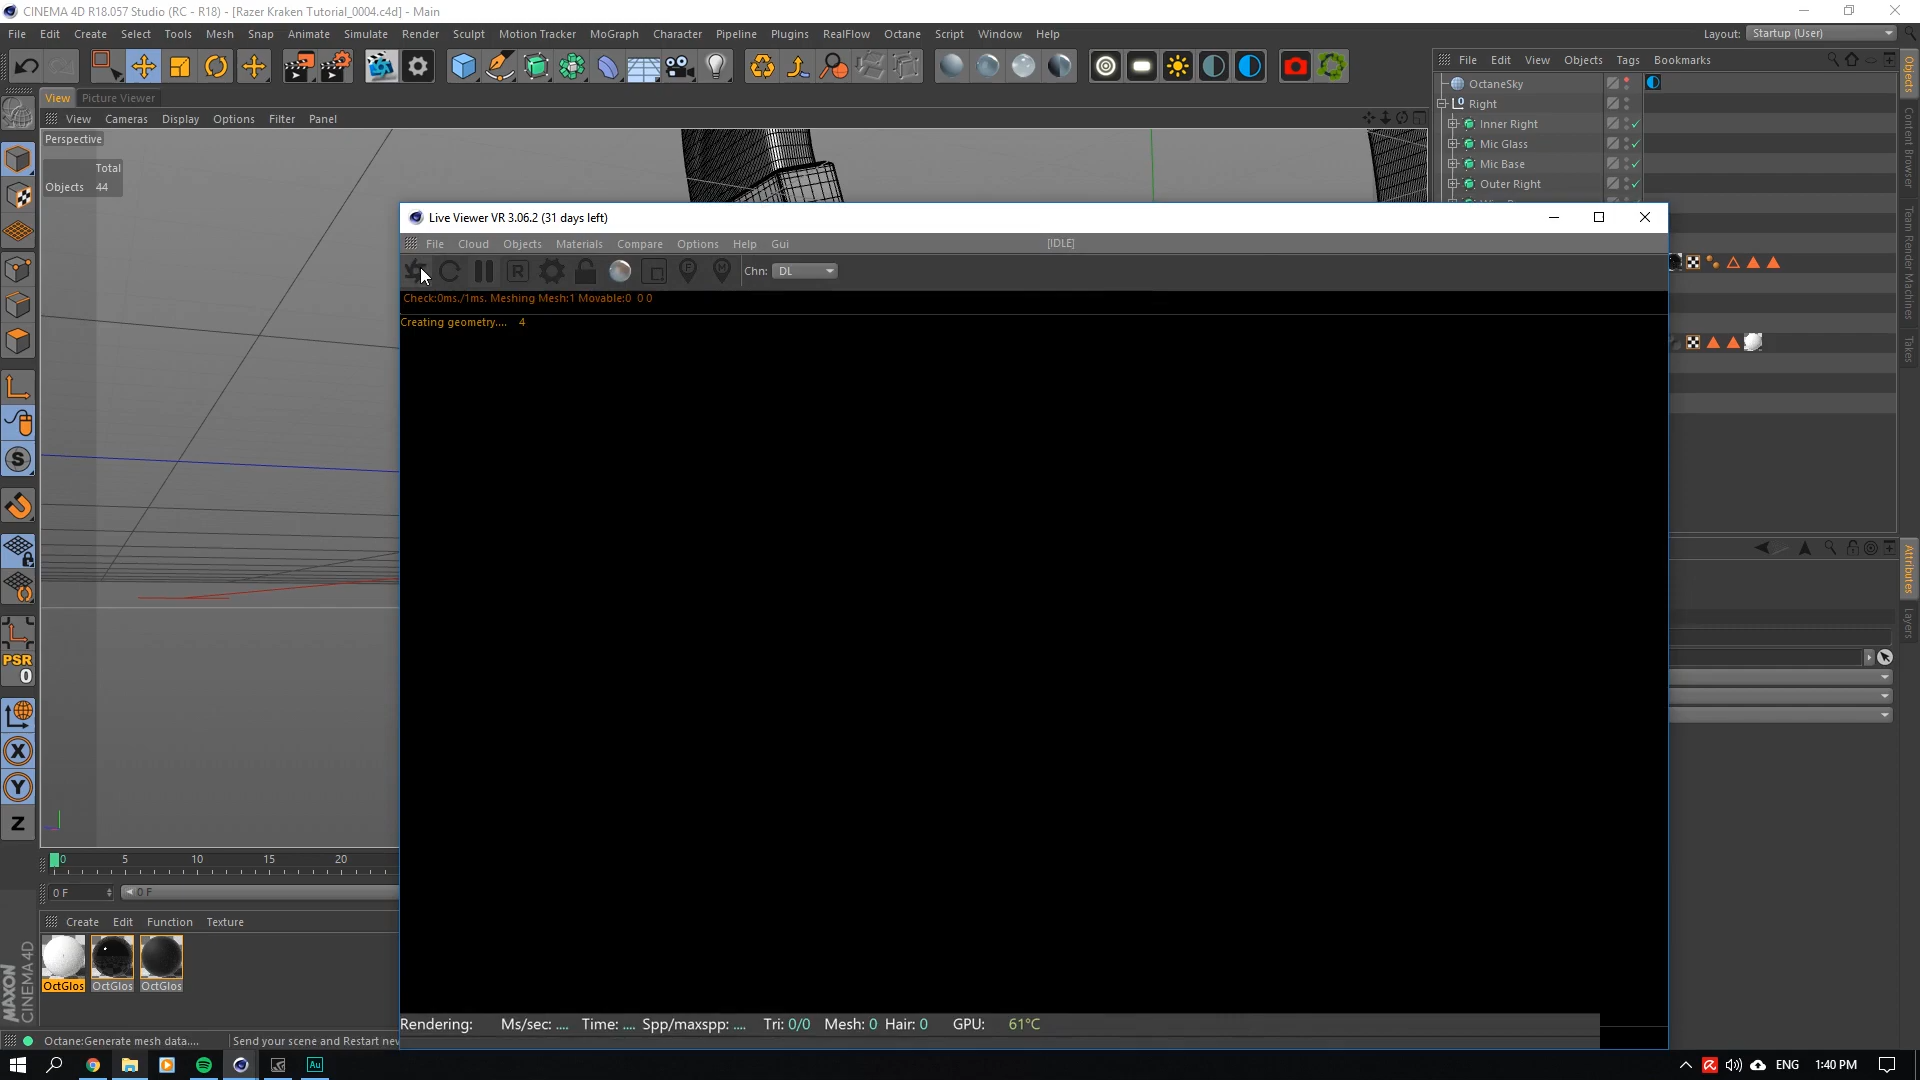 CINEMA 4D R18.057 Studio (RC - R18) - [Razer Kraken Tutorial_0004.c4d] - Main
File Edit Create Select Tools Mesh Snap Animate Simulate Render Sculpt Motion Tracker MoGraph Character Pipeline Plugins RealFlow Octane Script Window Help
Layout: Startup (User)
File Edit View Objects Tags Bookmarks
View Picture Viewer
View Cameras Display Options Filter Panel
Perspective
Total
Objects 44
OctaneSky
Right
Inner Right
Mic Glass
Mic Base
Outer Right
Objects
Content Browser
Team Render Machines
Takes
Attributes
Layers
Live Viewer VR 3.06.2 (31 days left)
File Cloud Objects Materials Compare Options Help Gui
[IDLE]
R
F
M
Chn: DL
Check:0ms./1ms. Meshing Mesh:1 Movable:0 0 0
Creating geometry.... 4
S
PSR
0
X
Y
Z
0 5 10 15 20
0 F
0 F
Create Edit Function Texture
OctGlos OctGlos OctGlos
MAXON
CINEMA 4D
Rendering: Ms/sec: .... Time: .... Spp/maxspp: .... Tri: 0/0 Mesh: 0 Hair: 0 GPU: 61°C
Octane:Generate mesh data.... Send your scene and Restart ne
Au
ENG 1:40 PM